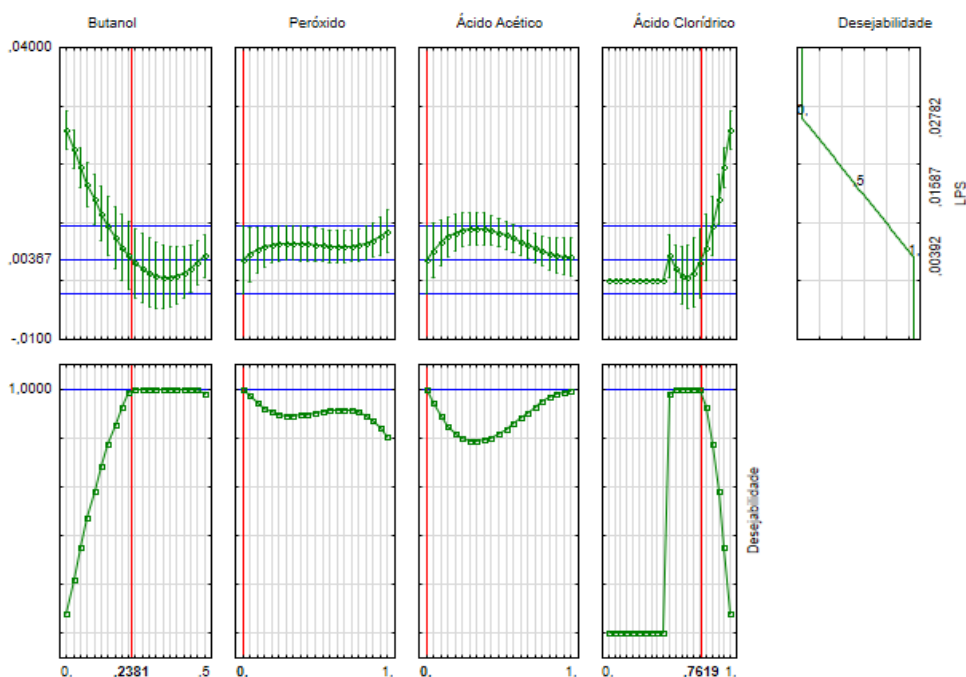 Butanol Peróxido Ácido Acético Ácido Clorídrico Desejabilidade
,04000
,00387
-,0100
0,
,5
1,
,02782
,01587
,00392
LPS
1,0000
Desejabilidade
0. ,2381 .5 0. 1. 0. 1. 0. ,7619 1.